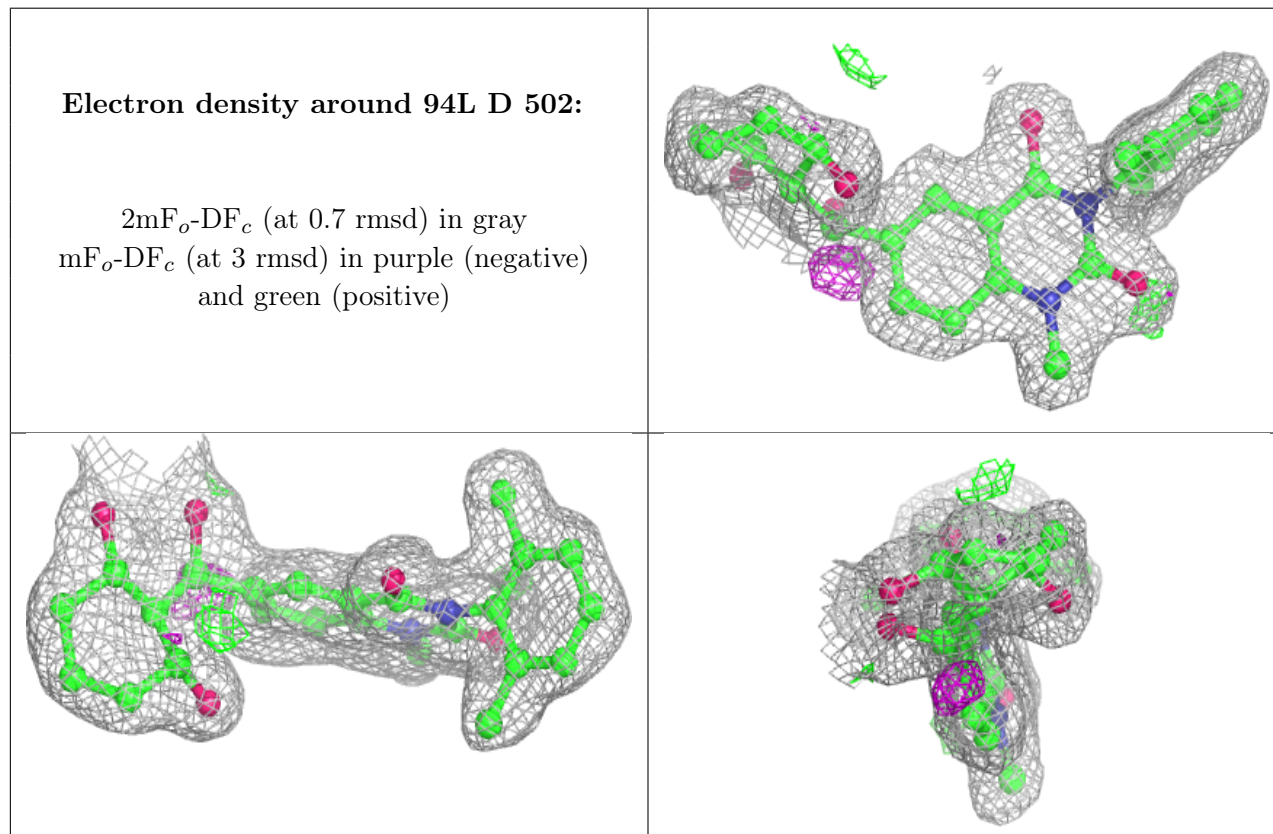 Electron density around 94L D 502:
2mFo-DFc (at 0.7 rmsd) in gray
mFo-DFc (at 3 rmsd) in purple (negative)
and green (positive)